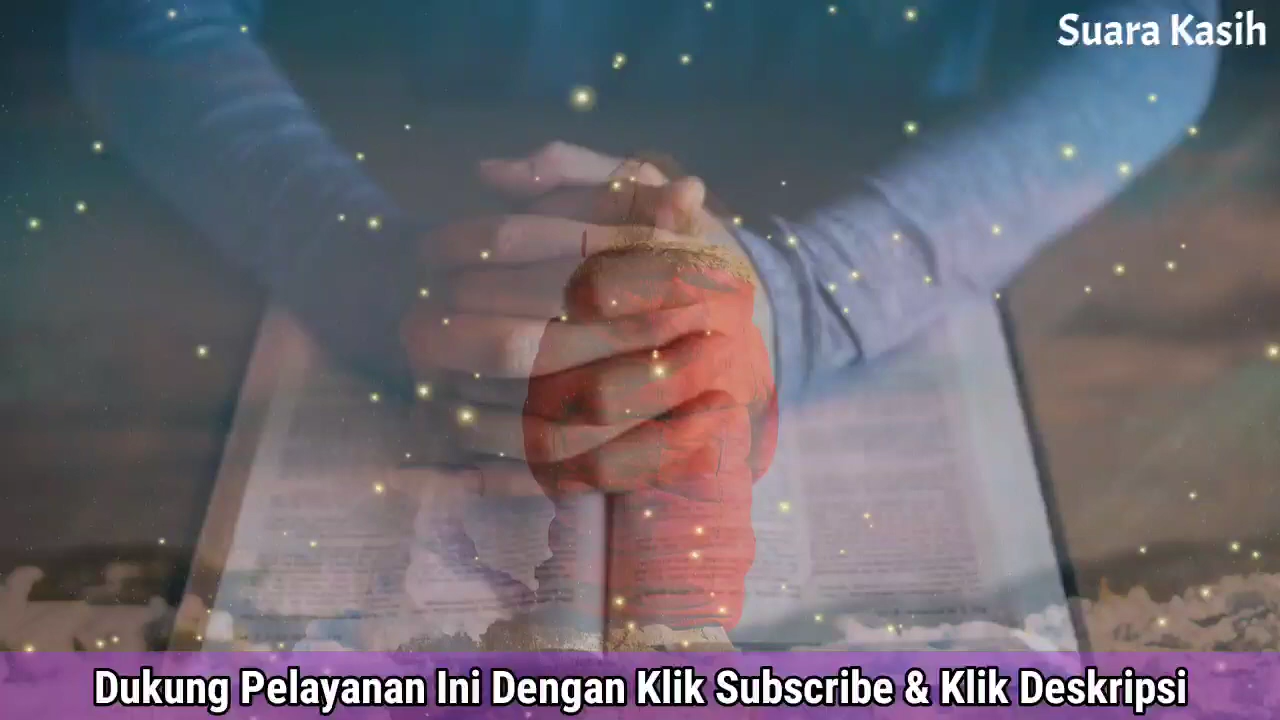 Suara Kasih
Dukung Pelayanan Ini Dengan Klik Subscribe & Klik Deskripsi